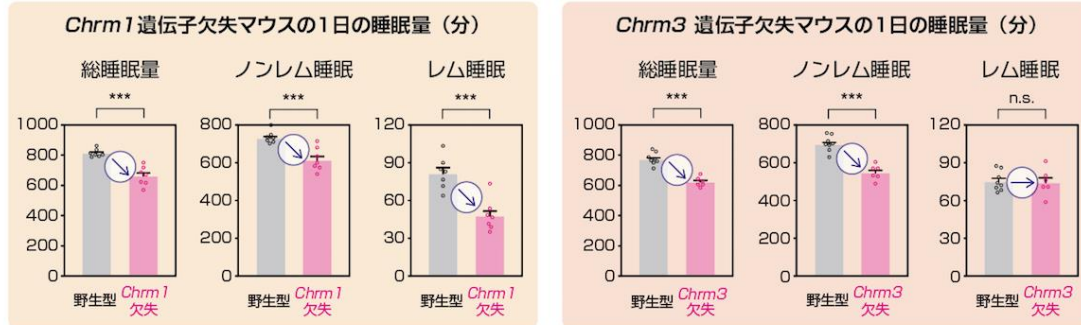 Chrm1遺伝子欠失マウスの1日の睡眠量（分）
総睡眠量
***
1000
800
600
400
200
0
野生型
Chrm1
欠失
ノンレム睡眠
***
800
600
400
200
0
野生型
Chrm1
欠失
レム睡眠
***
120
90
60
30
0
野生型
Chrm1
欠失
Chrm3 遺伝子欠失マウスの1日の睡眠量（分）
総睡眠量
***
1000
800
600
400
200
0
野生型
Chrm3
欠失
ノンレム睡眠
***
800
600
400
200
0
野生型
Chrm3
欠失
レム睡眠
n.s.
120
90
60
30
0
野生型
Chrm3
欠失